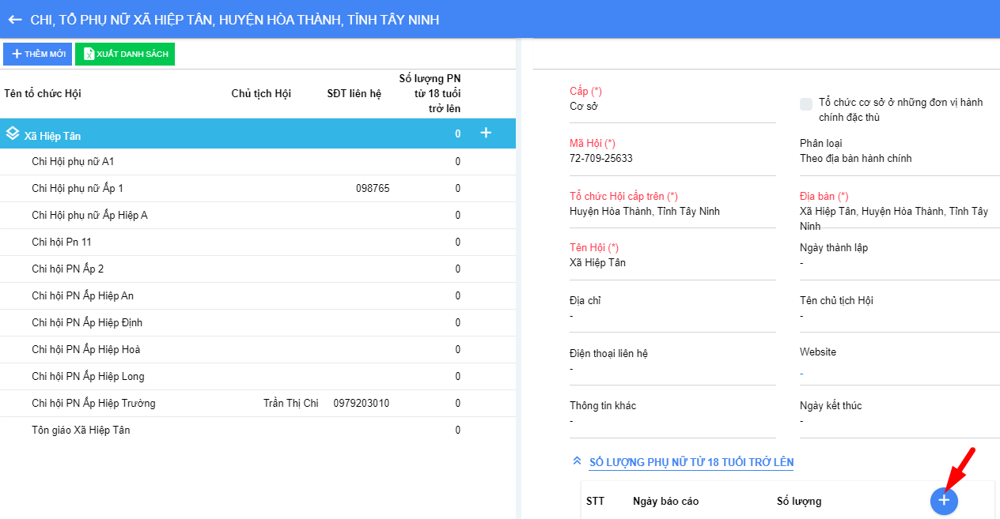 CHI, TỔ PHỤ NỮ XÃ HIỆP TÂN, HUYỆN HÒA THÀNH, TỈNH TÂY NINH
THÊM MỚI
XUẤT DANH SÁCH
Tên tổ chức Hội
Chủ tịch Hội
SĐT liên hệ
Số lượng PN
từ 18 tuổi
trở lên
Xã Hiệp Tân 0
Chi Hội phụ nữ A1 0
Chi Hội phụ nữ Ấp 1 098765 0
Chi Hội phụ nữ Ấp Hiệp A 0
Chi hội Pn 11 0
Chi hội PN Ấp 2 0
Chi hội PN Ấp Hiệp An 0
Chi hội PN Ấp Hiệp Định 0
Chi hội PN Ấp Hiệp Hoà 0
Chi hội PN Ấp Hiệp Long 0
Chi hội PN Ấp Hiệp Trường Trần Thị Chi 0979203010 0
Tôn giáo Xã Hiệp Tân 0
Cấp (*)
Cơ sở
Tổ chức cơ sở ở những đơn vị hành
chính đặc thù
Mã Hội (*)
72-709-25633
Phân loại
Theo địa bàn hành chính
Tổ chức Hội cấp trên (*)
Huyện Hòa Thành, Tỉnh Tây Ninh
Địa bàn (*)
Xã Hiệp Tân, Huyện Hòa Thành, Tỉnh Tây
Ninh
Tên Hội (*)
Xã Hiệp Tân
Ngày thành lập
-
Địa chỉ
-
Tên chủ tịch Hội
-
Điện thoại liên hệ
-
Website
-
Thông tin khác
-
Ngày kết thúc
-
SỐ LƯỢNG PHỤ NỮ TỪ 18 TUỔI TRỞ LÊN
STT Ngày báo cáo Số lượng